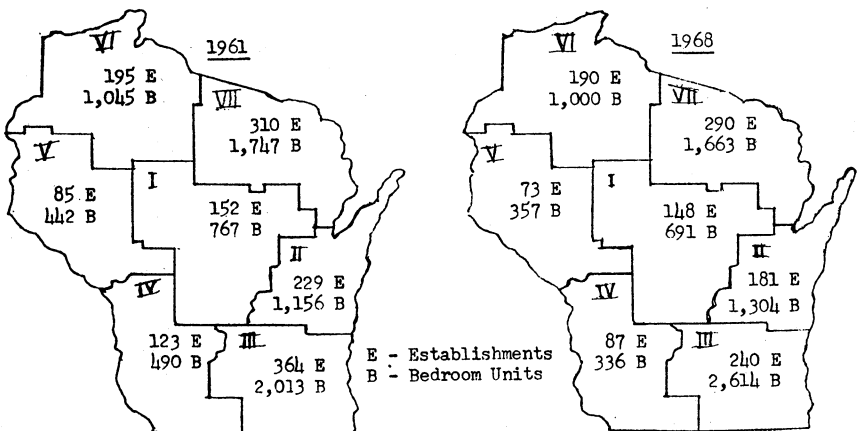 1961
VI
195 E
1,045 B
VII
310 E
1,747 B
V
85 E
442 B
I
152 E
767 B
II
229 E
1,156 B
IV
123 E
490 B
III
364 E
2,013 B
E - Establishments
B - Bedroom Units
1968
VI
190 E
1,000 B
VII
290 E
1,663 B
V
73 E
357 B
I
148 E
691 B
II
181 E
1,304 B
IV
87 E
336 B
III
240 E
2,614 B